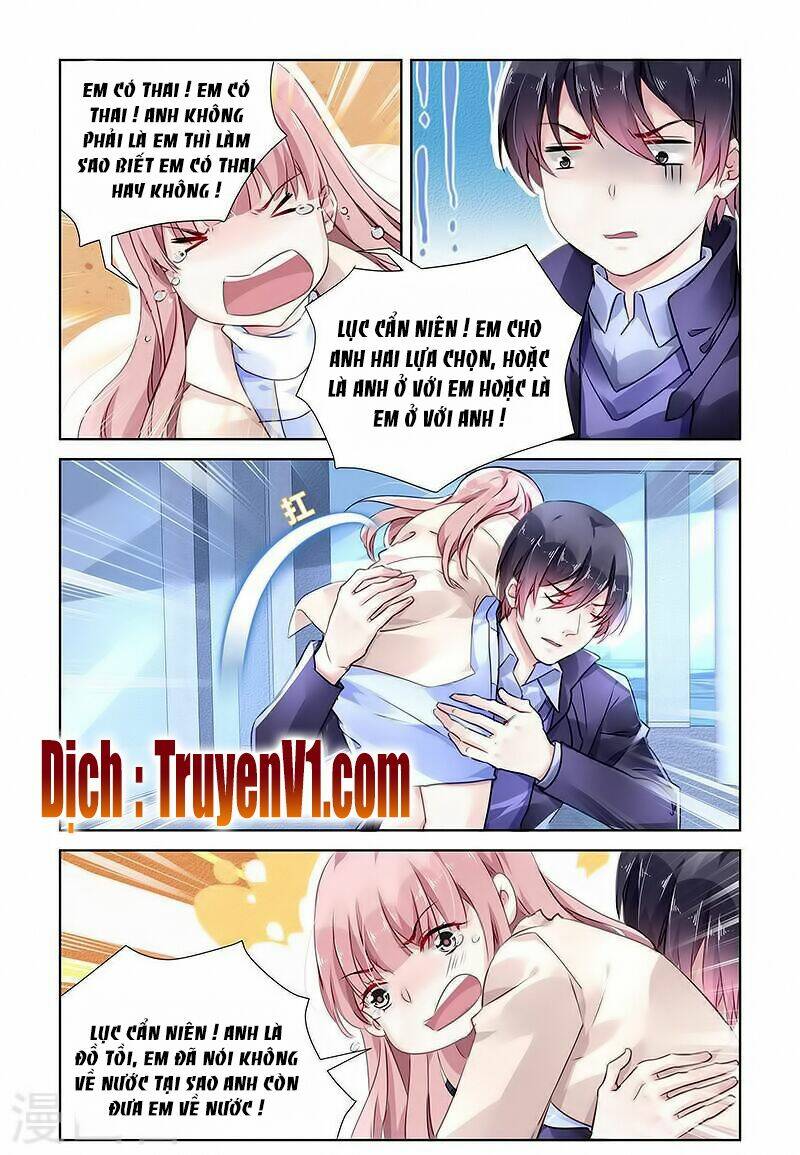 EM CÓ THAI ! EM CÓ
THAI ! ANH KHÔNG
PHẢI LÀ EM THÌ LÀM
SAO BIẾT EM CÓ THAI
HAY KHÔNG !
LỤC CẨN NIÊN ! EM CHO
ANH HAI LỰA CHỌN, HOẶC
LÀ ANH Ở VỚI EM HOẶC LÀ
EM Ở VỚI ANH !
扛
Dịch : TruyenV1.com
LỤC CẨN NIÊN ! ANH LÀ
ĐỒ TỒI, EM ĐÃ NÓI KHÔNG
VỀ NƯỚC TẠI SAO ANH CÒN
ĐƯA EM VỀ NƯỚC !